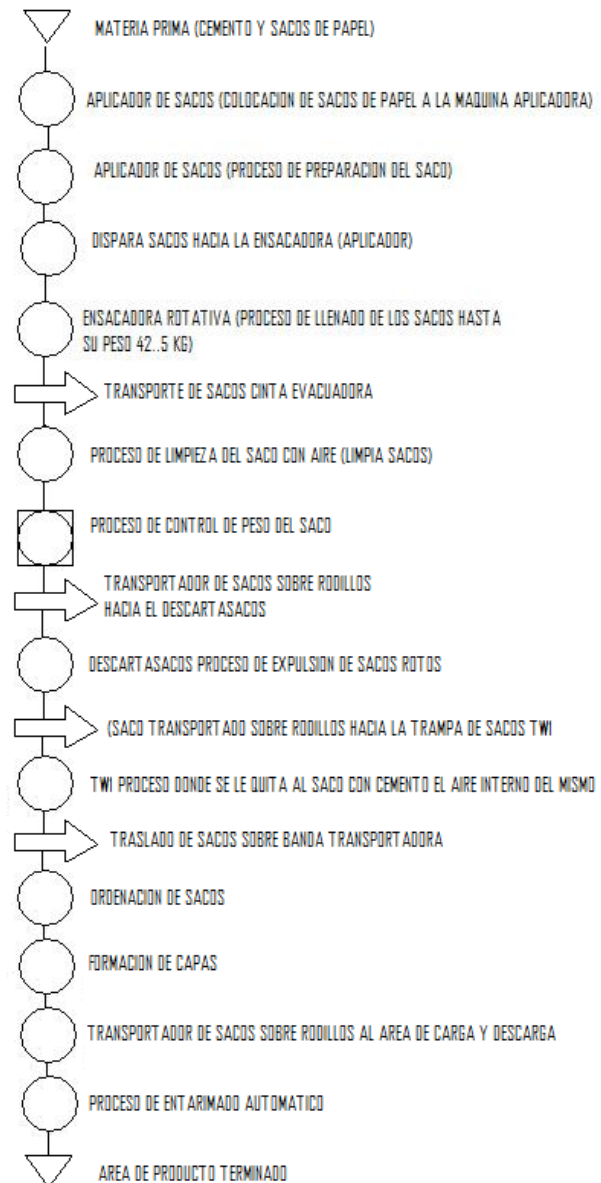 MATERIA PRIMA (CEMENTO Y SACOS DE PAPEL)
APLICADOR DE SACOS (COLOCACION DE SACOS DE PAPEL A LA MAQUINA APLICADORA)
APLICADOR DE SACOS (PROCESO DE PREPARACION DEL SACO)
DISPARA SACOS HACIA LA ENSACADORA (APLICADOR)
ENSACADORA ROTATIVA (PROCESO DE LLENADO DE LOS SACOS HASTA
SU PESO 42..5 KG)
TRANSPORTE DE SACOS CINTA EVACUADORA
PROCESO DE LIMPIEZA DEL SACO CON AIRE (LIMPIA SACOS)
PROCESO DE CONTROL DE PESO DEL SACO
TRANSPORTADOR DE SACOS SOBRE RODILLOS
HACIA EL DESCARTASACOS
DESCARTASACOS PROCESO DE EXPULSION DE SACOS ROTOS
(SACO TRANSPORTADO SOBRE RODILLOS HACIA LA TRAMPA DE SACOS TW1
TW1 PROCESO DONDE SE LE QUITA AL SACO CON CEMENTO EL AIRE INTERNO DEL MISMO
TRASLADO DE SACOS SOBRE BANDA TRANSPORTADORA
ORDENACION DE SACOS
FORMACION DE CAPAS
TRANSPORTADOR DE SACOS SOBRE RODILLOS AL AREA DE CARGA Y DESCARGA
PROCESO DE ENTARIMADO AUTOMATICO
AREA DE PRODUCTO TERMINADO